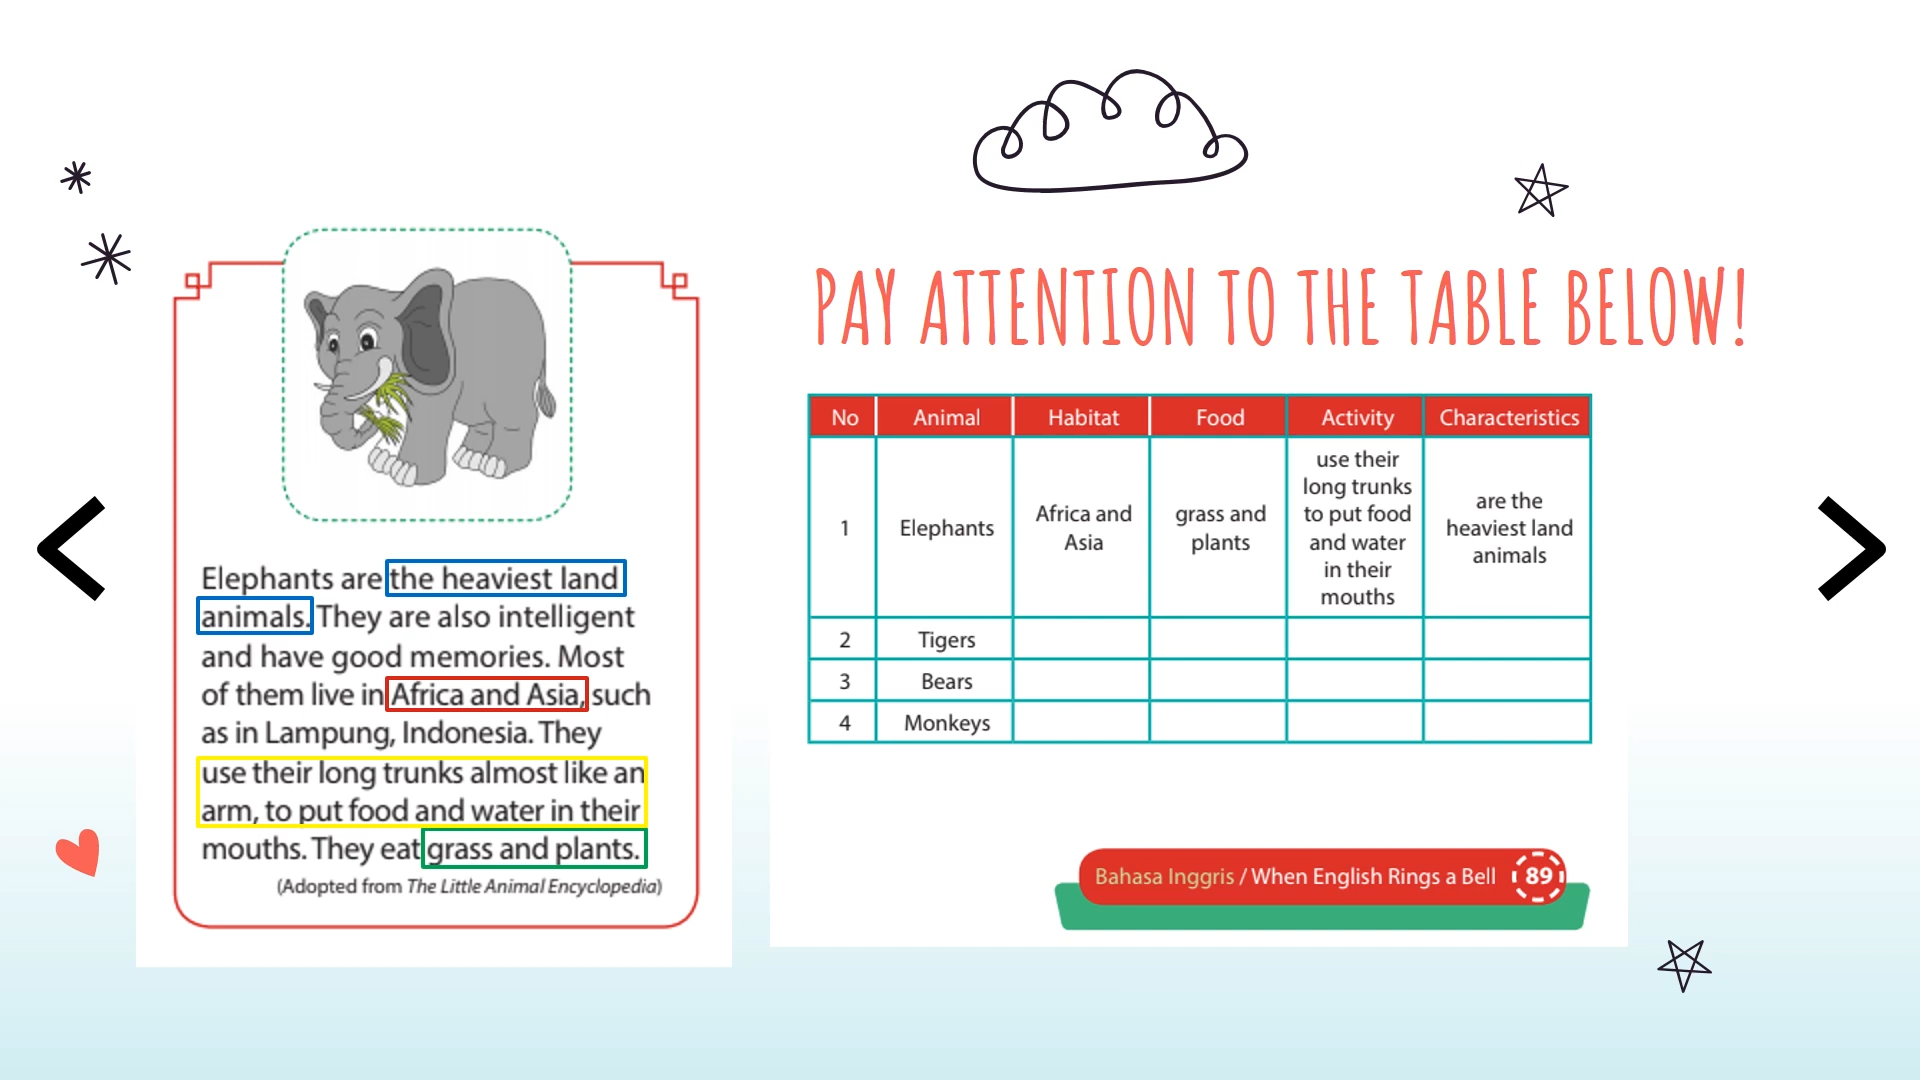 Elephants are the heaviest land
animals. They are also intelligent
and have good memories. Most
of them live in Africa and Asia, such
as in Lampung, Indonesia. They
use their long trunks almost like an
arm, to put food and water in their
mouths. They eat grass and plants.
(Adopted from The Little Animal Encyclopedia)
PAY ATTENTION TO THE TABLE BELOW!
No Animal Habitat Food Activity Characteristics
1 Elephants
Africa and
Asia
grass and
plants
use their
long trunks
to put food
and water
in their
mouths
are the
heaviest land
animals
2 Tigers
3 Bears
4 Monkeys
Bahasa Inggris / When English Rings a Bell 89